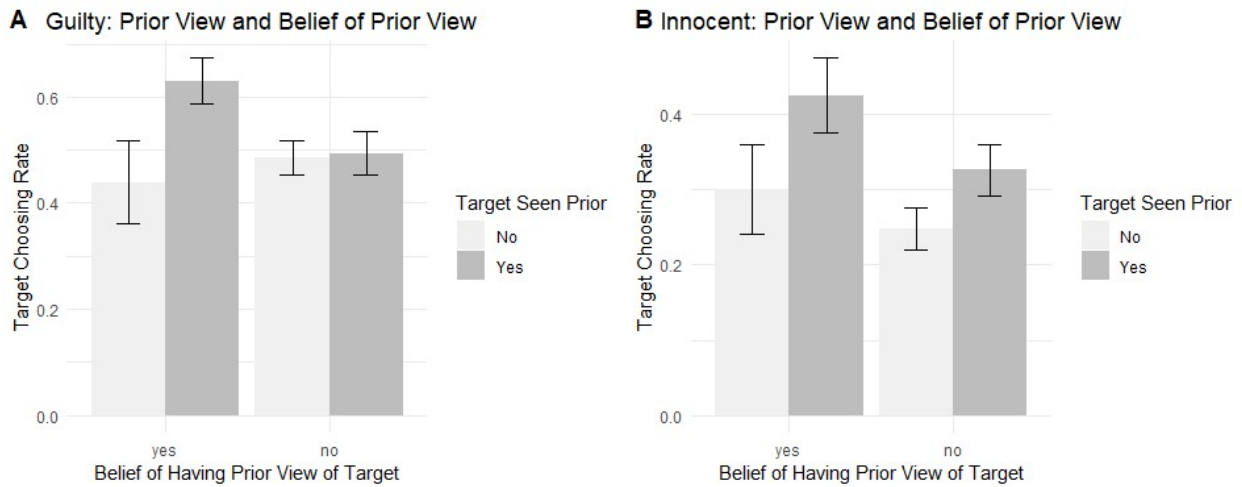 A Guilty: Prior View and Belief of Prior View
Target Choosing Rate
0.6
0.4
0.2
0.0
yes
no
Belief of Having Prior View of Target
Target Seen Prior
No
Yes
B Innocent: Prior View and Belief of Prior View
Target Choosing Rate
0.4
0.2
0.0
yes
no
Belief of Having Prior View of Target
Target Seen Prior
No
Yes